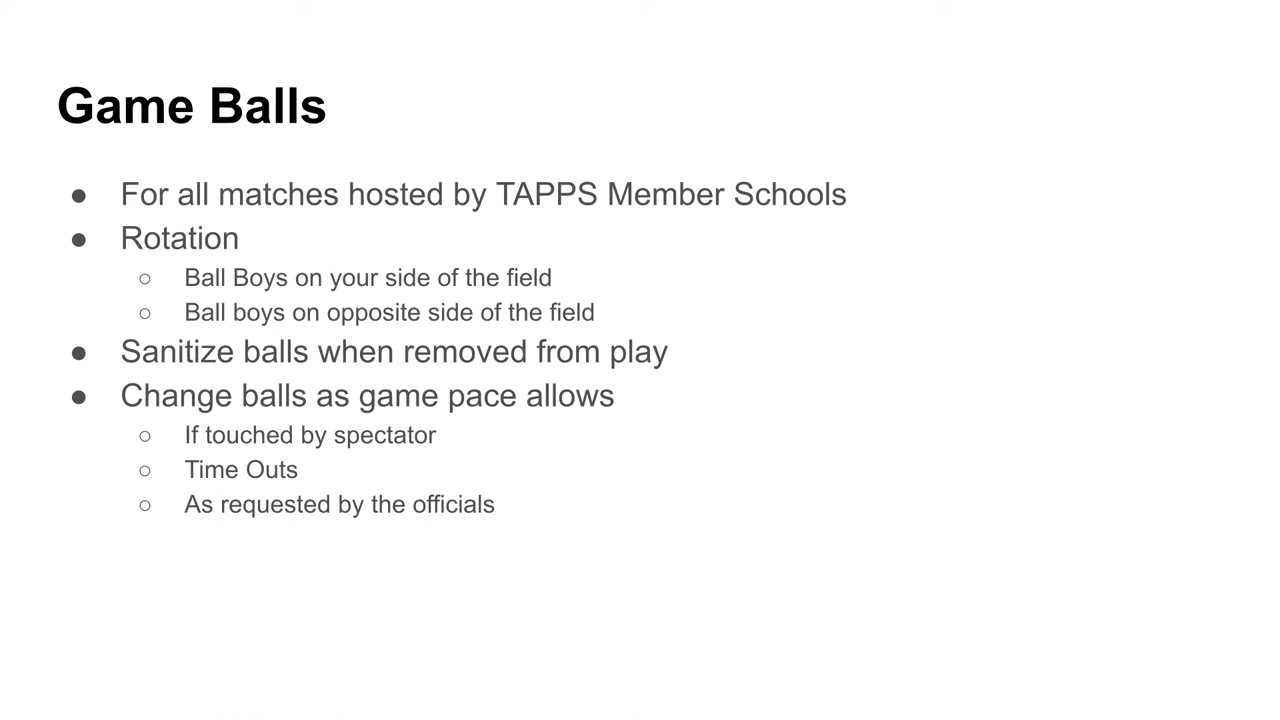 Game Balls
● For all matches hosted by TAPPS Member Schools
● Rotation
○ Ball Boys on your side of the field
○ Ball boys on opposite side of the field
● Sanitize balls when removed from play
● Change balls as game pace allows
○ If touched by spectator
○ Time Outs
○ As requested by the officials